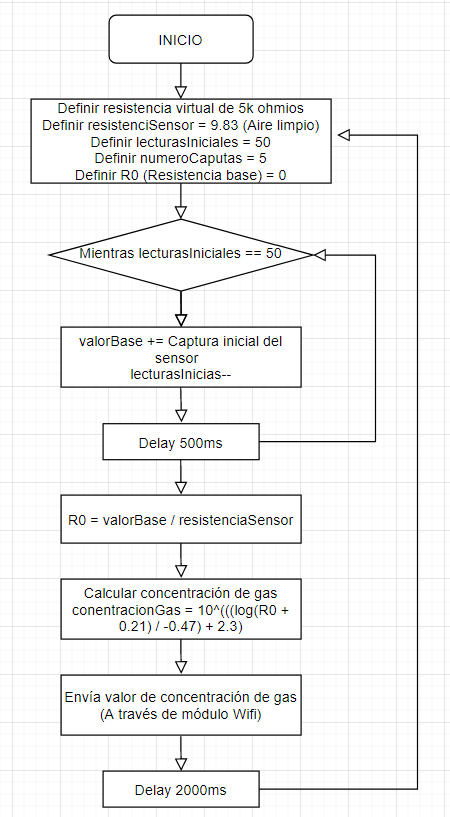 INICIO
Definir resistencia virtual de 5k ohmios
Definir resistenciSensor = 9.83 (Aire limpio)
Definir lecturasIniciales = 50
Definir numeroCaputas = 5
Definir R0 (Resistencia base) = 0
Mientras lecturasIniciales == 50
valorBase += Captura inicial del
sensor
lecturasInicias--
Delay 500ms
R0 = valorBase / resistenciaSensor
Calcular concentración de gas
conentracionGas = 10^(((log(R0 +
0.21) / -0.47) + 2.3)
Envía valor de concentración de gas
(A través de módulo Wifi)
Delay 2000ms